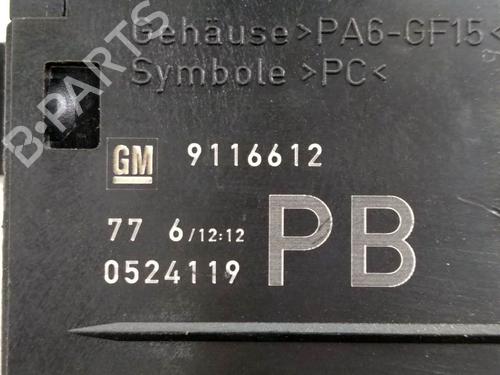 Gehäuse >PA6-GF15<
Symbole >PC<
B-PARTS
GM 9116612
77 6/12:12
0524119 PB